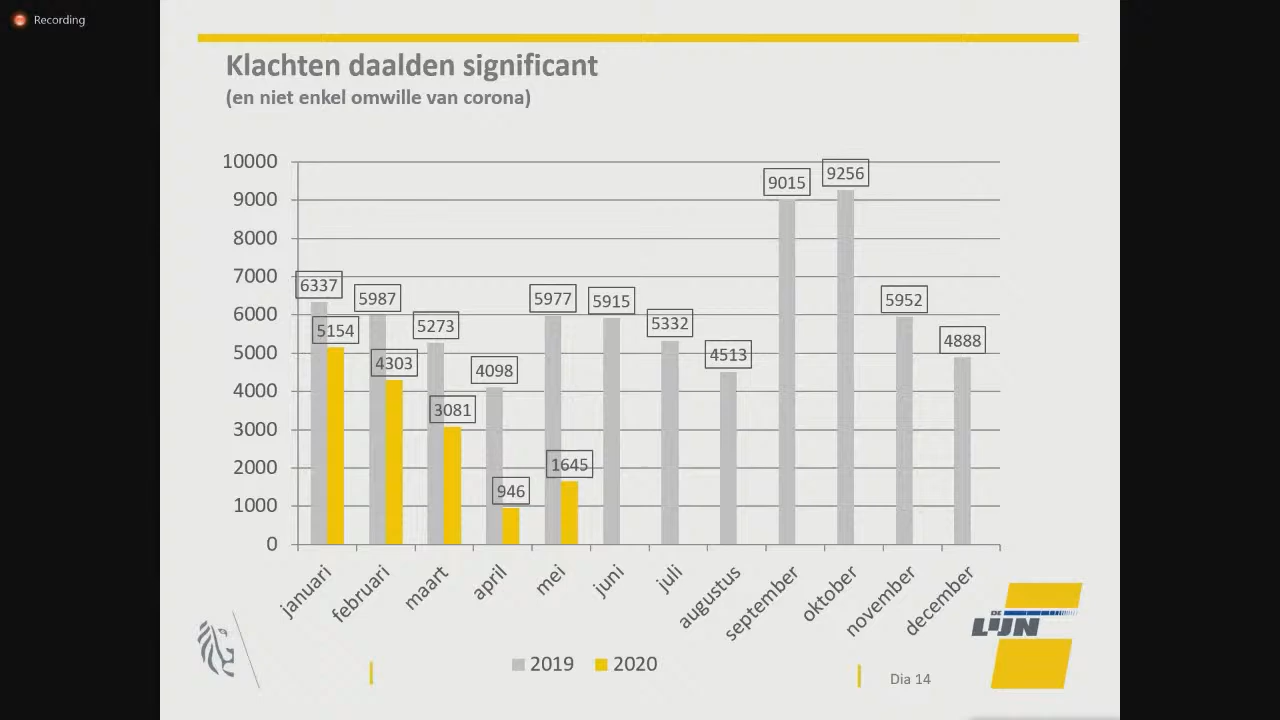 Recording
Klachten daalden significant
(en niet enkel omwille van corona)
10000
9000
8000
7000
6000
5000
4000
3000
2000
1000
0
6337
5154
5987
4303
5273
3081
4098
946
5977
1645
5915
5332
4513
9015
9256
5952
4888
januari
februari
maart
april
mei
juni
juli
augustus
september
oktober
november
december
2019
2020
DE
LIJN
Dia 14